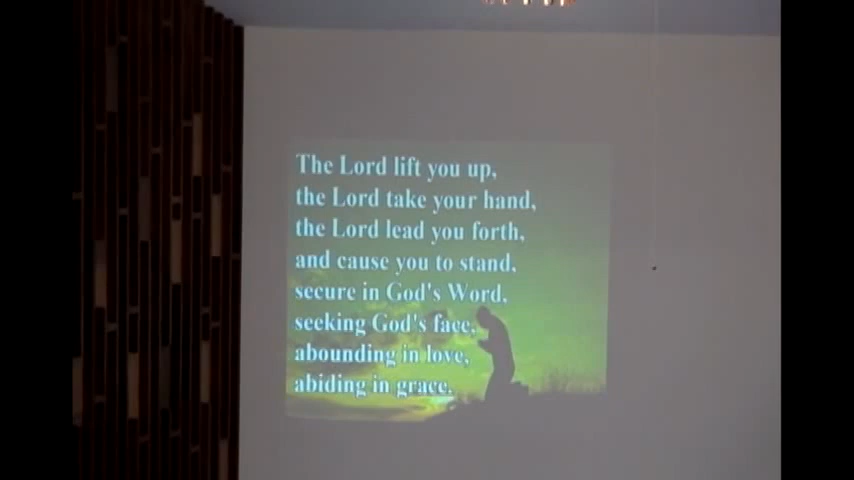 The Lord lift you up,
the Lord take your hand,
the Lord lead you forth,
and cause you to stand,
secure in God's Word,
seeking God's face,
abounding in love,
abiding in grace.